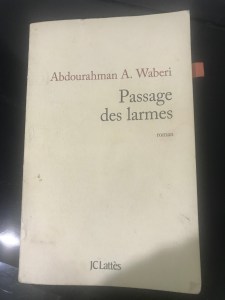 Abdourahman A. Waberi
Passage
des larmes
roman
JC Lattès